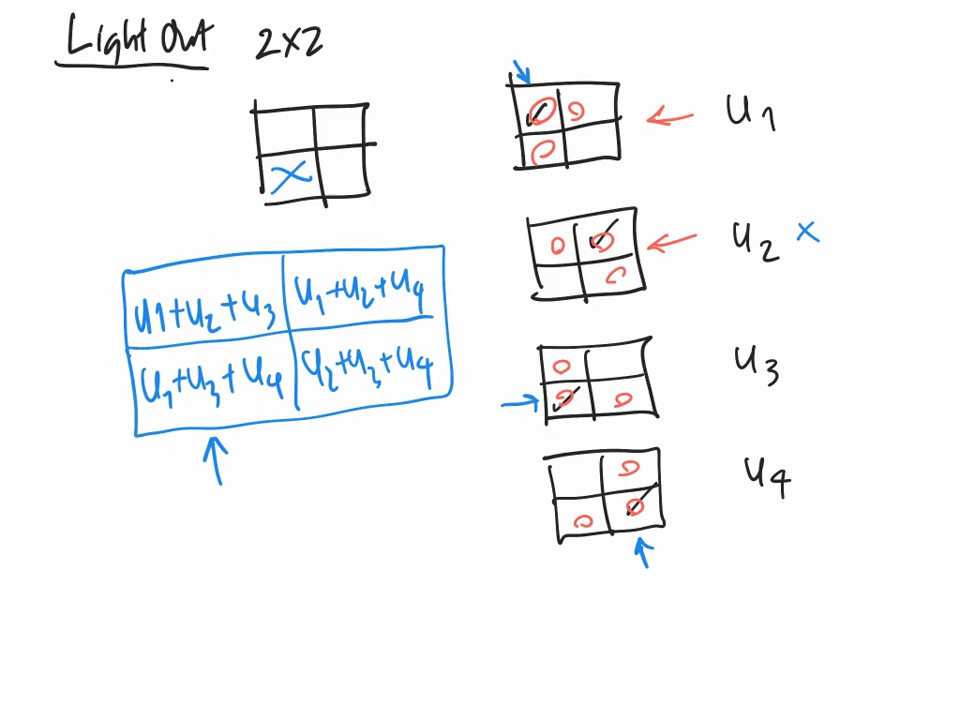 Light Out 2x2
x
u1+u2+u3 u1+u2+u4
u1+u3+u4 u2+u3+u4
u1
u2 x
u3
u4